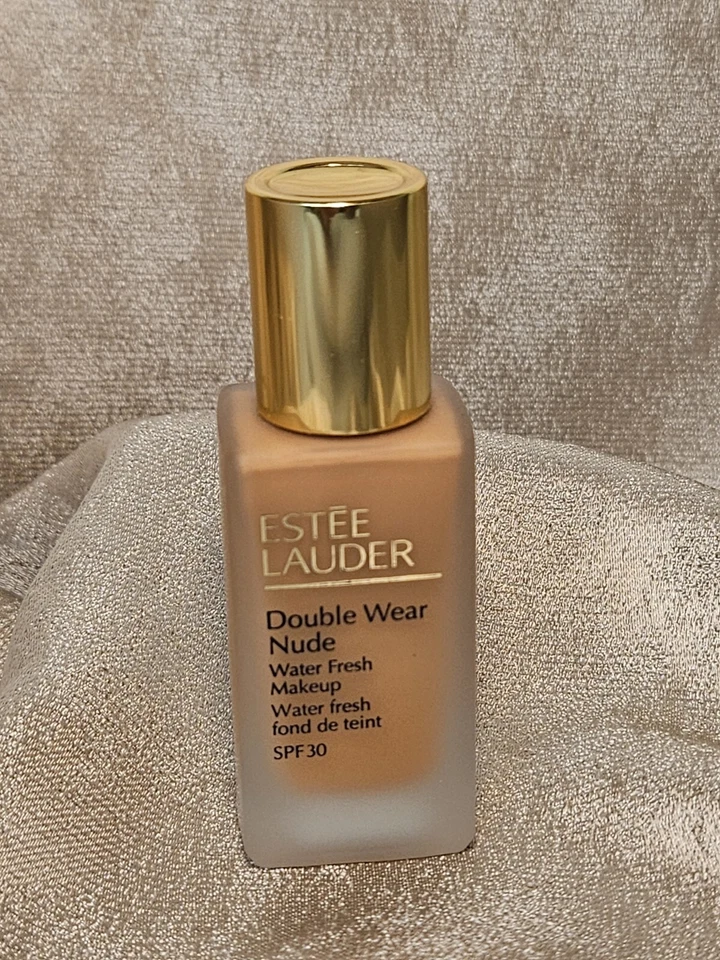 ESTĒE
LAUDER
Double Wear
Nude
Water Fresh
Makeup
Water fresh
fond de teint
SPF30